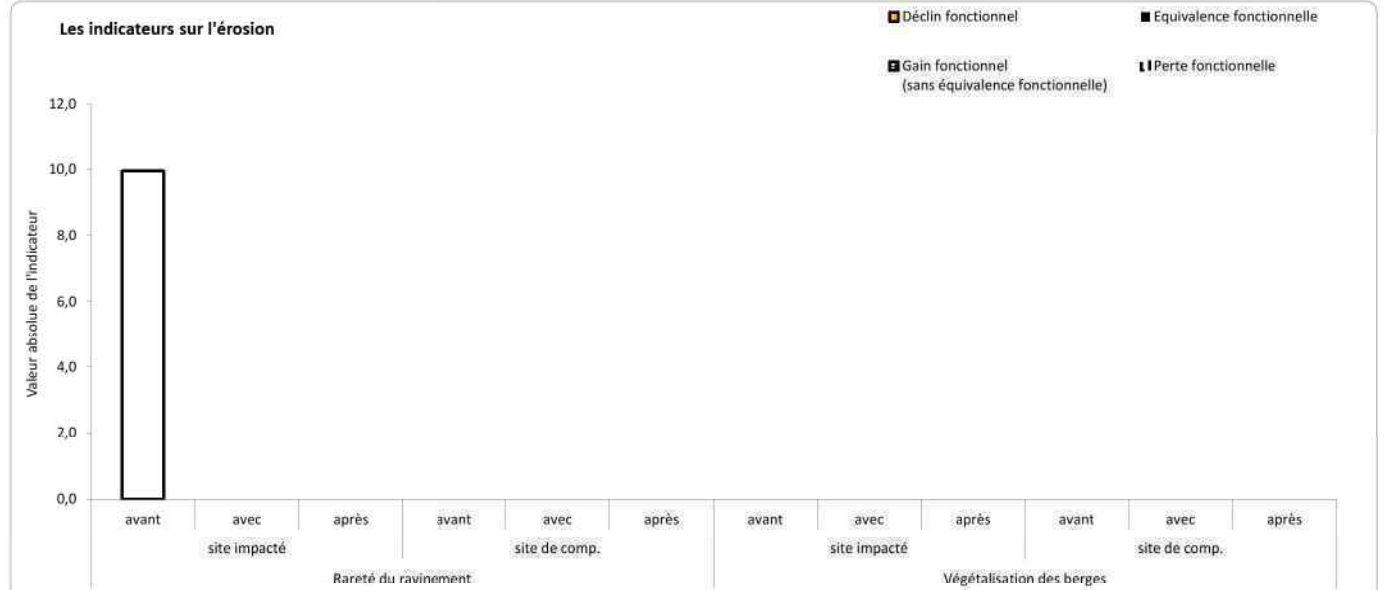 Les indicateurs sur l'érosion
Déclin fonctionnel
Equivalence fonctionnelle
Gain fonctionnel
(sans équivalence fonctionnelle)
Perte fonctionnelle
Valeur absolue de l'indicateur
12,0
10,0
8,0
6,0
4,0
2,0
0,0
avant avec après avant avec après avant avec après avant avec après
site impacté site de comp. site impacté site de comp.
Rareté du ravinement Végétalisation des berges